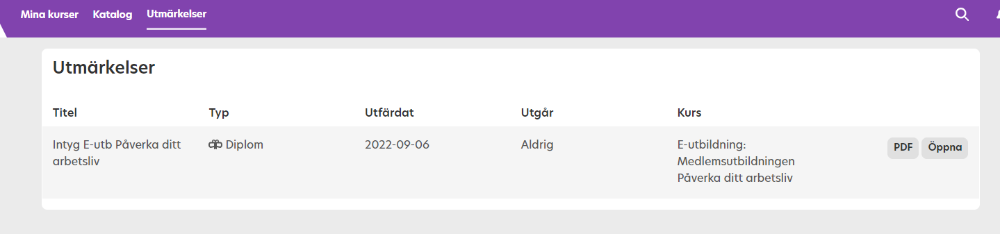 Mina kurser Katalog Utmärkelser
Utmärkelser
Titel Typ Utfärdat Utgår Kurs
Intyg E-utb Påverka ditt Diplom 2022-09-06 Aldrig E-utbildning: PDF Öppna
arbetsliv Medlemsutbildningen
Påverka ditt arbetsliv